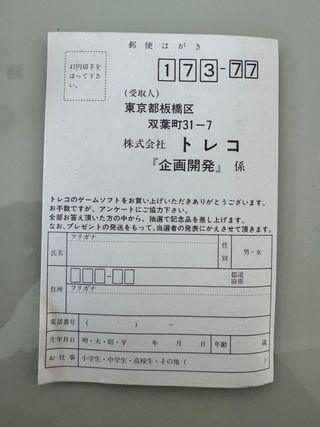 郵便はがき
41円切手を
はって下さ
い。
173-77
(受取人)
東京都板橋区
双葉町31-7
株式会社 トレコ
『企画開発』係
トレコのゲームソフトをお買い上げいただきありがとうございます。
お手数ですが、アンケートにご協力下さい。
全部お答え頂いた方の中から、抽選で記念品を差し上げます。
なお、プレゼントの発送をもって、当選者の発表にかえさせて頂きます。
フリガナ
氏名
性別
男・女
都道
府県
フリガナ
住所
電話番号 ( ) -
生年月日 明・大・昭・平 年 月 日 年齢 歳
お仕事 小学生・中学生・高校生・その他( )